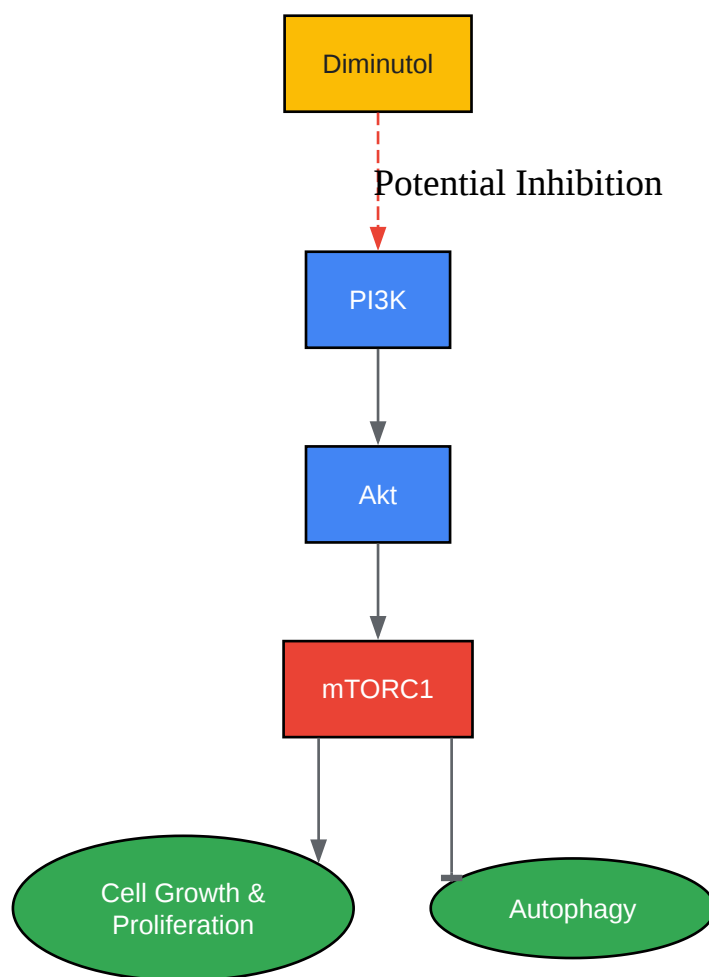 Diminutol
Potential Inhibition
PI3K
Akt
mTORC1
Cell Growth &
Proliferation
Autophagy